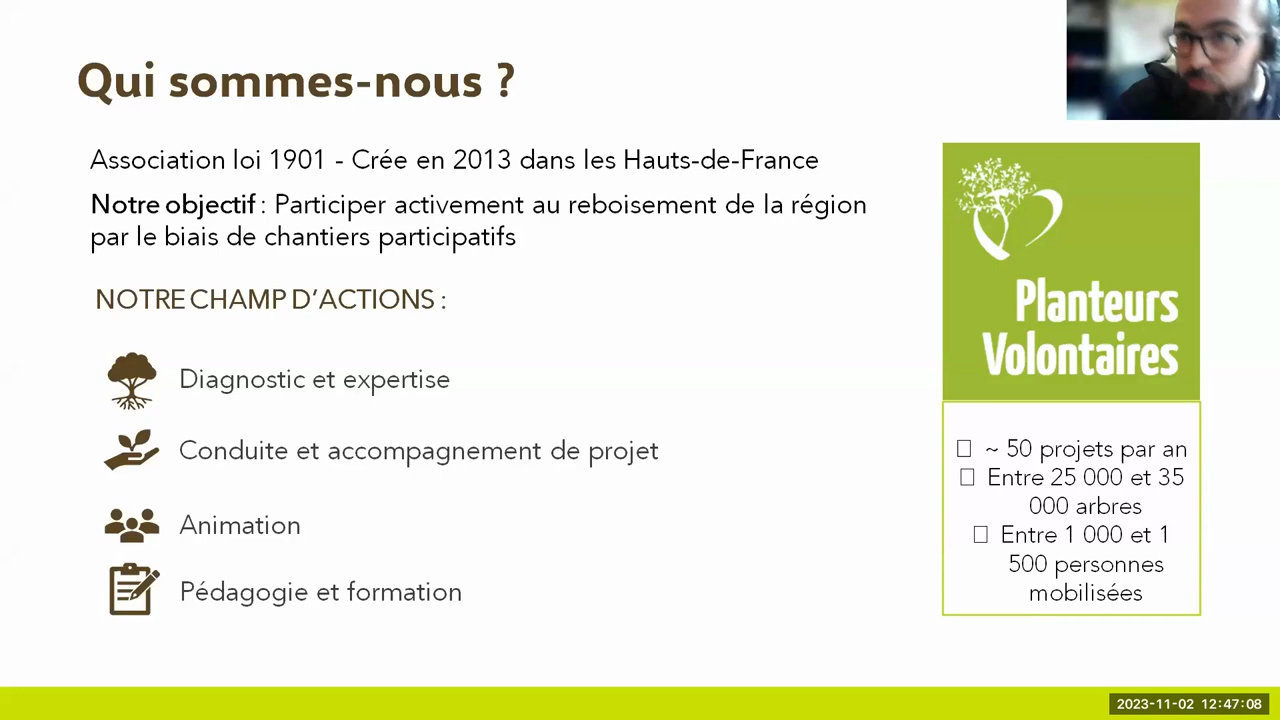 Qui sommes-nous ?
Association loi 1901 - Crée en 2013 dans les Hauts-de-France
Notre objectif : Participer activement au reboisement de la région
par le biais de chantiers participatifs
NOTRE CHAMP D’ACTIONS :
Diagnostic et expertise
Conduite et accompagnement de projet
Animation
Pédagogie et formation
Planteurs
Volontaires
~ 50 projets par an
Entre 25 000 et 35
000 arbres
Entre 1 000 et 1
500 personnes
mobilisées
2023-11-02 12:47:08